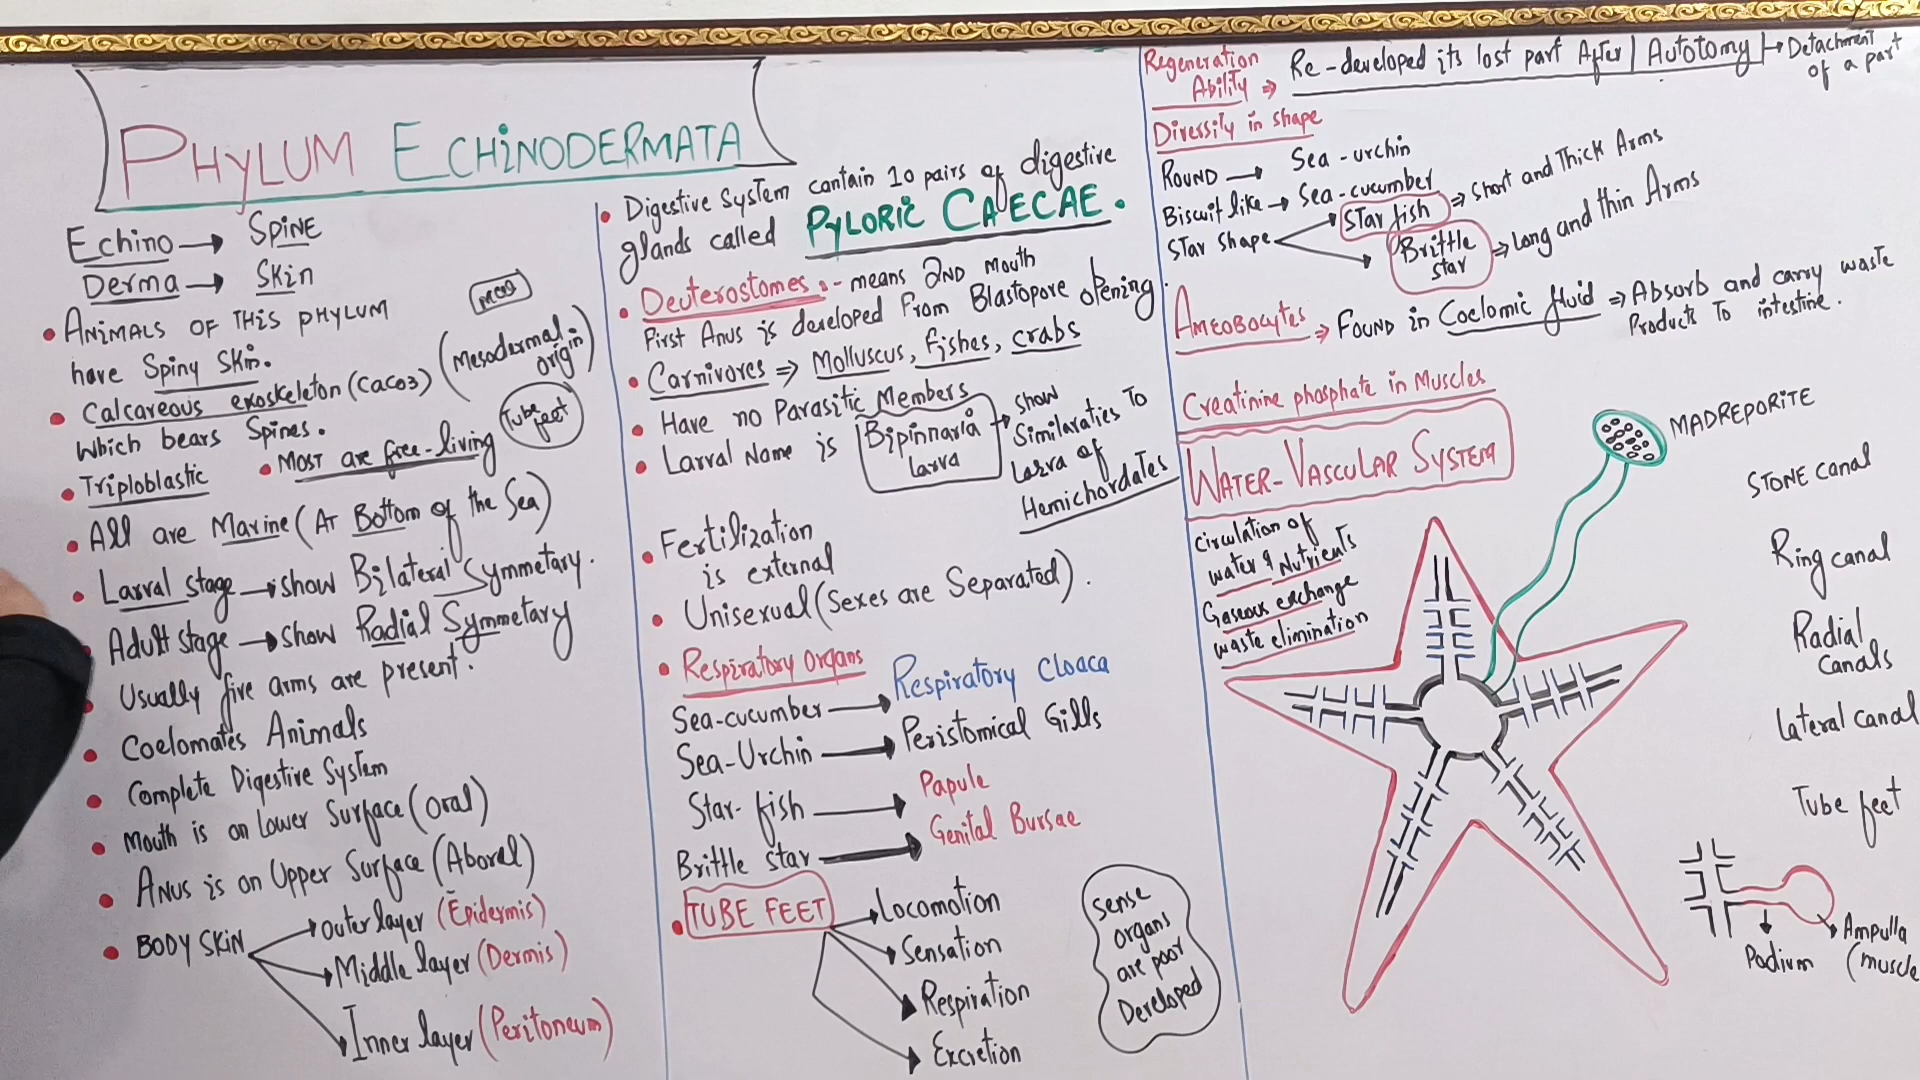 PHYLUM ECHINODERMATA
Echino → SPINE
Derma → SKin
• ANIMALS OF THIS PHYLUM
have Spiny SKin.
• Calcareous exoskeleton (CaCO3) (Mesodermal origin)
Which bears Spines.
Tube feet
• Triploblastic • MOST are free-living
• All are Marine (AT Bottom of the Sea)
• Larval stage → show Bilateral Symmetary.
Adult stage → show Radial Symmetary
Usually five arms are present.
• Coelomates Animals
• Complete Digestive System
• Mouth is on Lower Surface (Oral)
• ANUS is on Upper Surface (Aboral)
• BODY SKIN
Outer layer (Epidermis)
Middle layer (Dermis)
Inner layer (Peritoneum)
• Digestive System contain 10 pairs of digestive
glands called PYLORIC CAECAE.
• Deuterostomes :- means 2ND mouth
First Anus is developed from Blastopore opening.
• Carnivores ⇒ Molluscus, fishes, crabs
• Have no Parasitic Members
• Larval Name is Bipinnaria Larva → show
Similaraties To
Larva of
Hemichordates
• Fertilization
is external
• Unisexual (Sexes are Separated).
• Respiratory Organs
Sea-cucumber → Respiratory Cloaca
Sea-Urchin → Peristomical Gills
Star-fish → Papule
Brittle star → Genital Bursae
• TUBE FEET
Locomotion
Sensation
Respiration
Excretion
Sense
organs
are poor
Developed
Regeneration
Ability ⇒ Re-developed its lost part After Autotomy → Detachment
of a part
Diversity in shape
ROUND → Sea-urchin
Biscuit like → Sea-cucumber
STar shape
STar fish ⇒ Short and Thick Arms
Brittle star ⇒ Long and thin Arms
AMEOBOCYTES ⇒ FOUND in Coelomic fluid ⇒ Absorb and carry waste
Products To intestine.
Creatinine phosphate in Muscles
WATER-VASCULAR SYSTEM
Circulation of
water & Nutrients
Gaseous exchange
waste elimination
MADREPORITE
STONE canal
Ring canal
Radial
canals
Lateral canal
Tube feet
Podium
Ampulla
(muscle